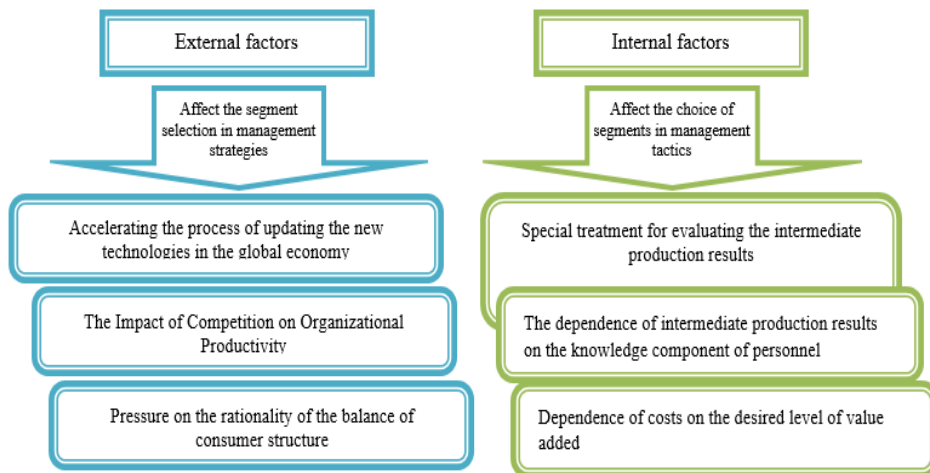 External factors
Affect the segment
selection in management
strategies
Accelerating the process of updating the new
technologies in the global economy
The Impact of Competition on Organizational
Productivity
Pressure on the rationality of the balance of
consumer structure
Internal factors
Affect the choice of
segments in management
tactics
Special treatment for evaluating the intermediate
production results
The dependence of intermediate production results
on the knowledge component of personnel
Dependence of costs on the desired level of value
added